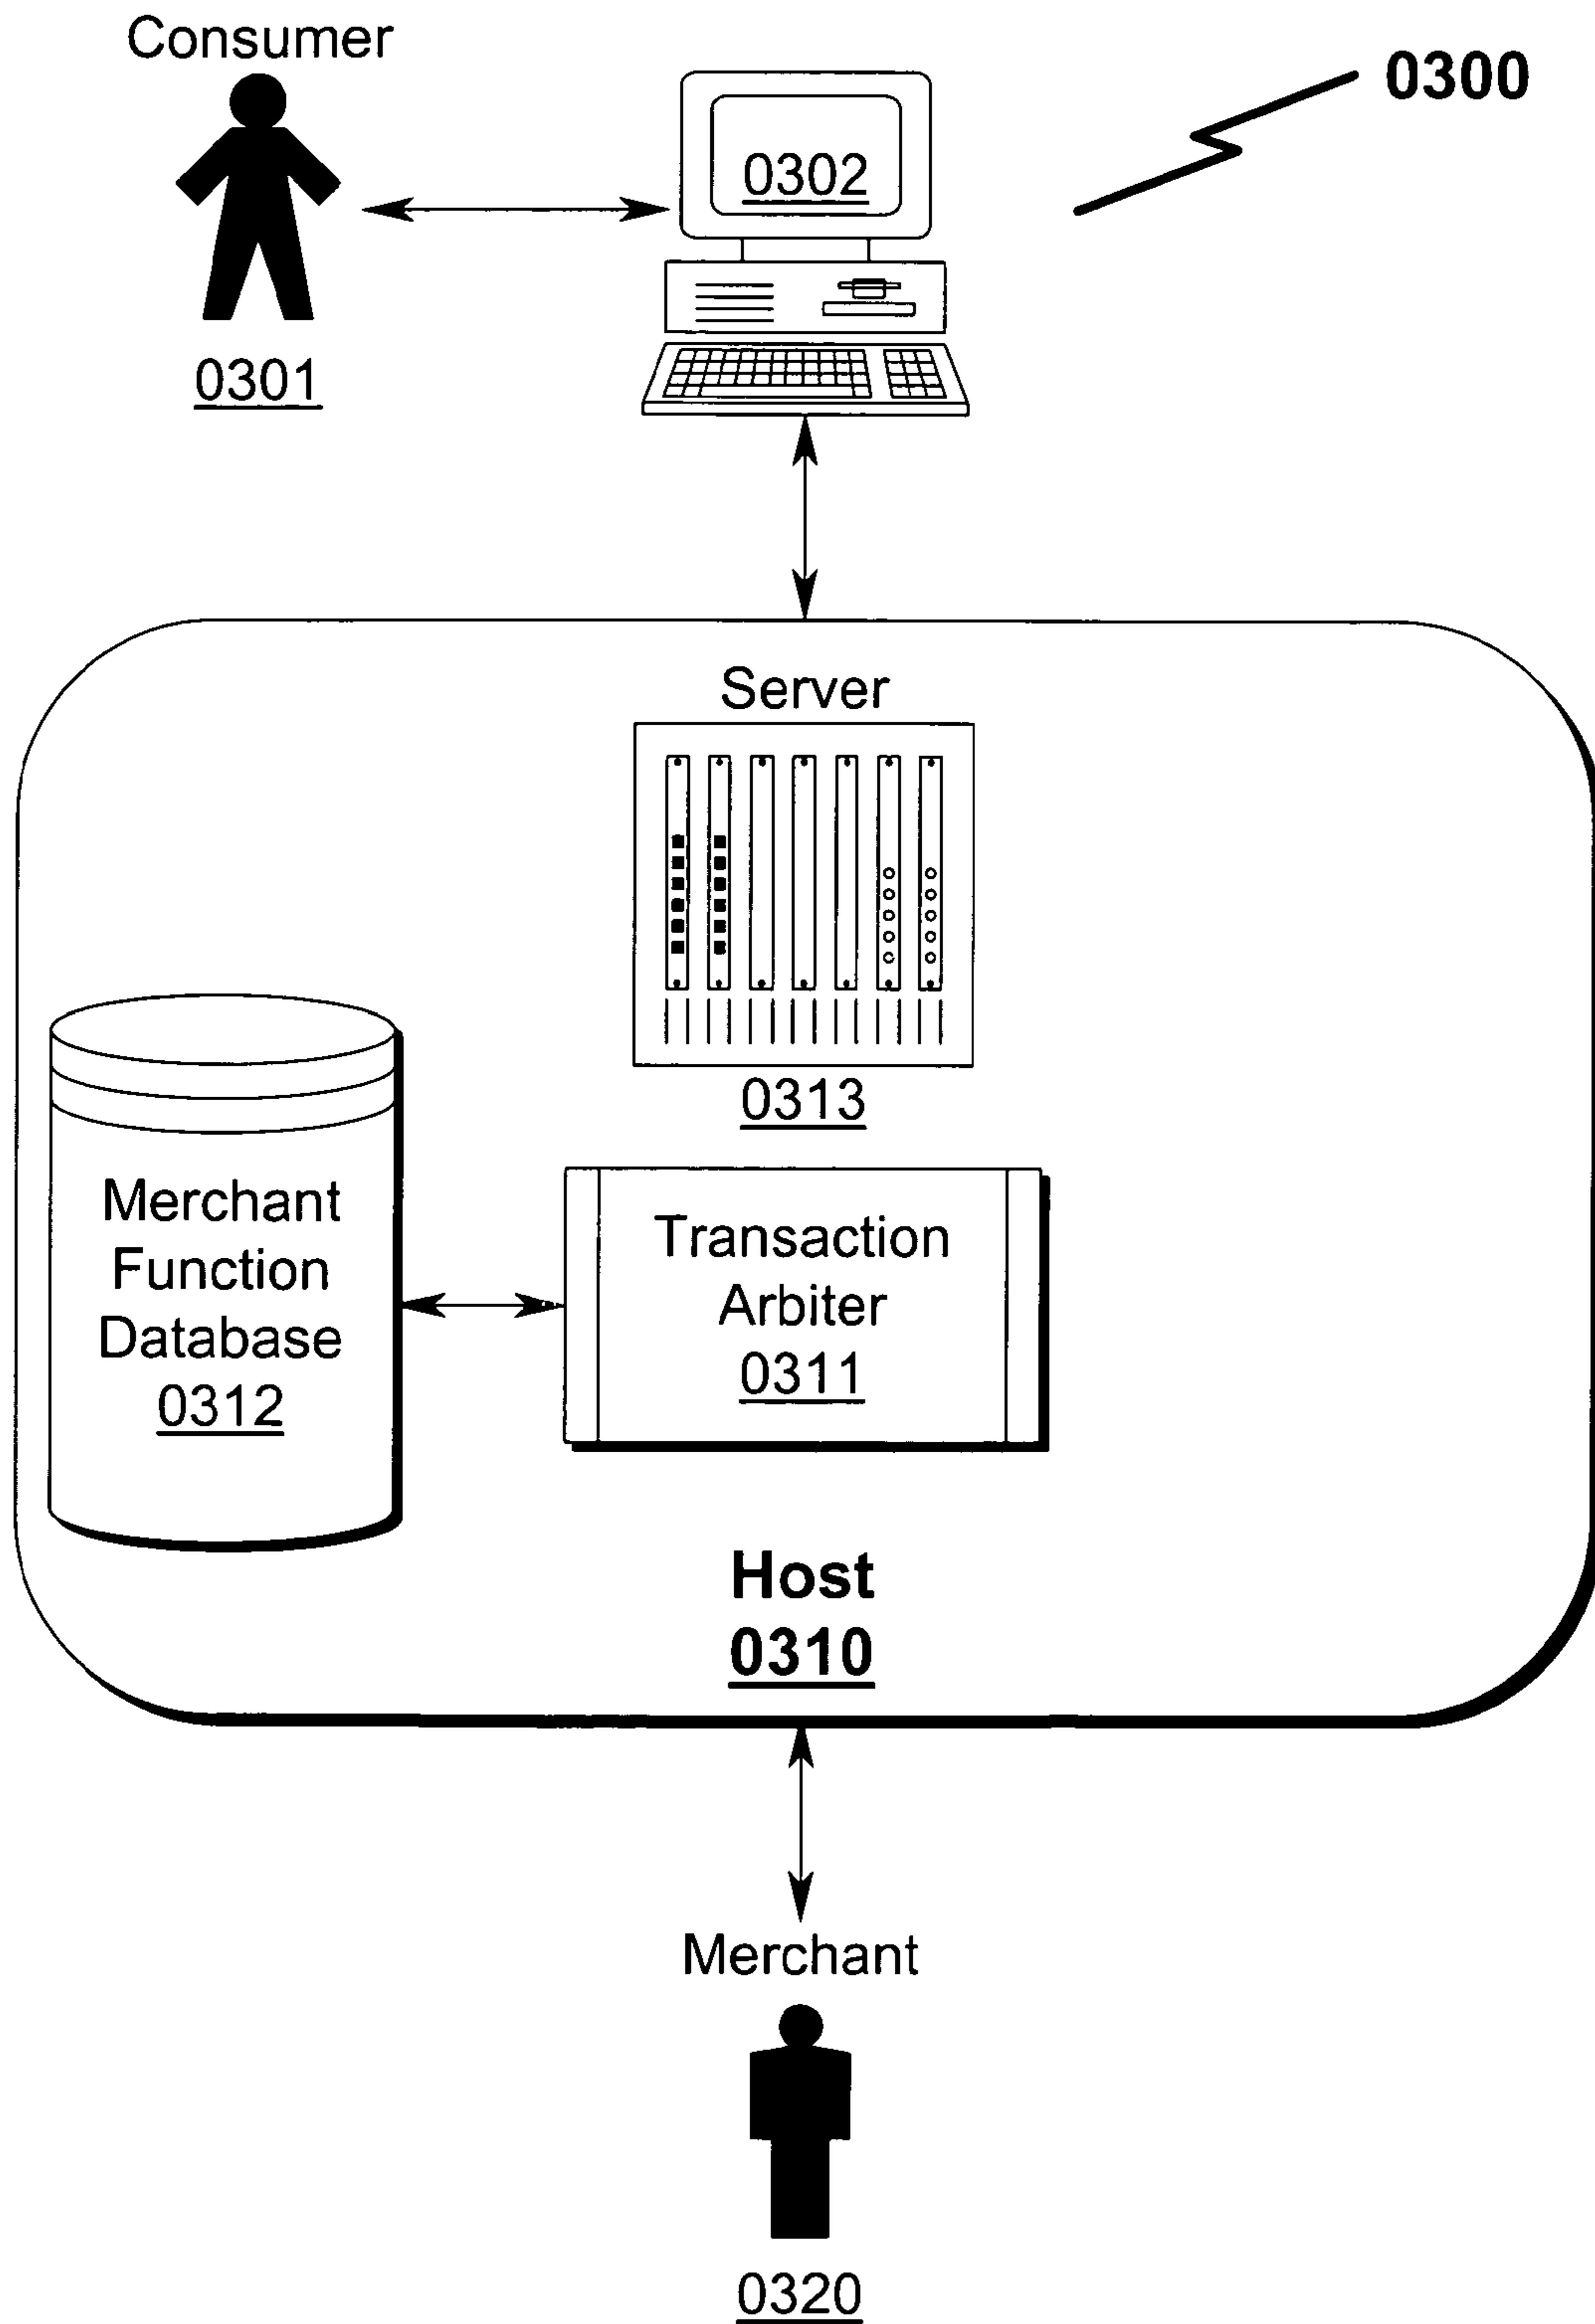 Consumer
0300
0302
0301
Server
0313
Merchant
Function
Database
0312
Transaction
Arbiter
0311
Host
0310
Merchant
0320